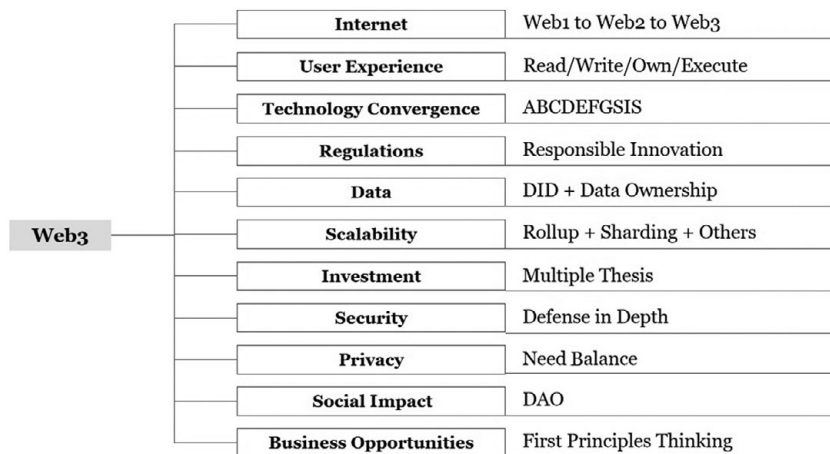 Internet Web1 to Web2 to Web3
User Experience Read/Write/Own/Execute
Technology Convergence ABCDEFGSIS
Regulations Responsible Innovation
Data DID + Data Ownership
Web3 Scalability Rollup + Sharding + Others
Investment Multiple Thesis
Security Defense in Depth
Privacy Need Balance
Social Impact DAO
Business Opportunities First Principles Thinking